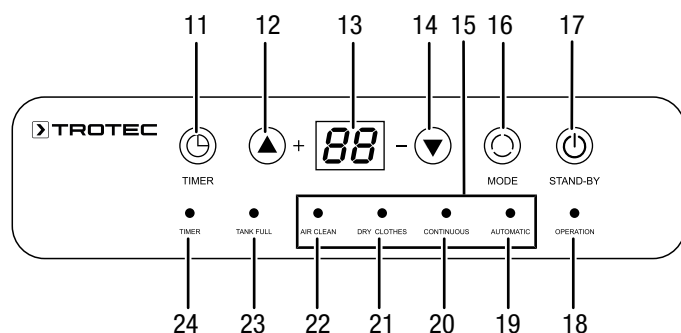 11 12 13 14 15 16 17
TROTEC
+ 88 -
TIMER MODE STAND-BY
TIMER TANK FULL AIR CLEAN DRY CLOTHES CONTINUOUS AUTOMATIC OPERATION
24 23 22 21 20 19 18